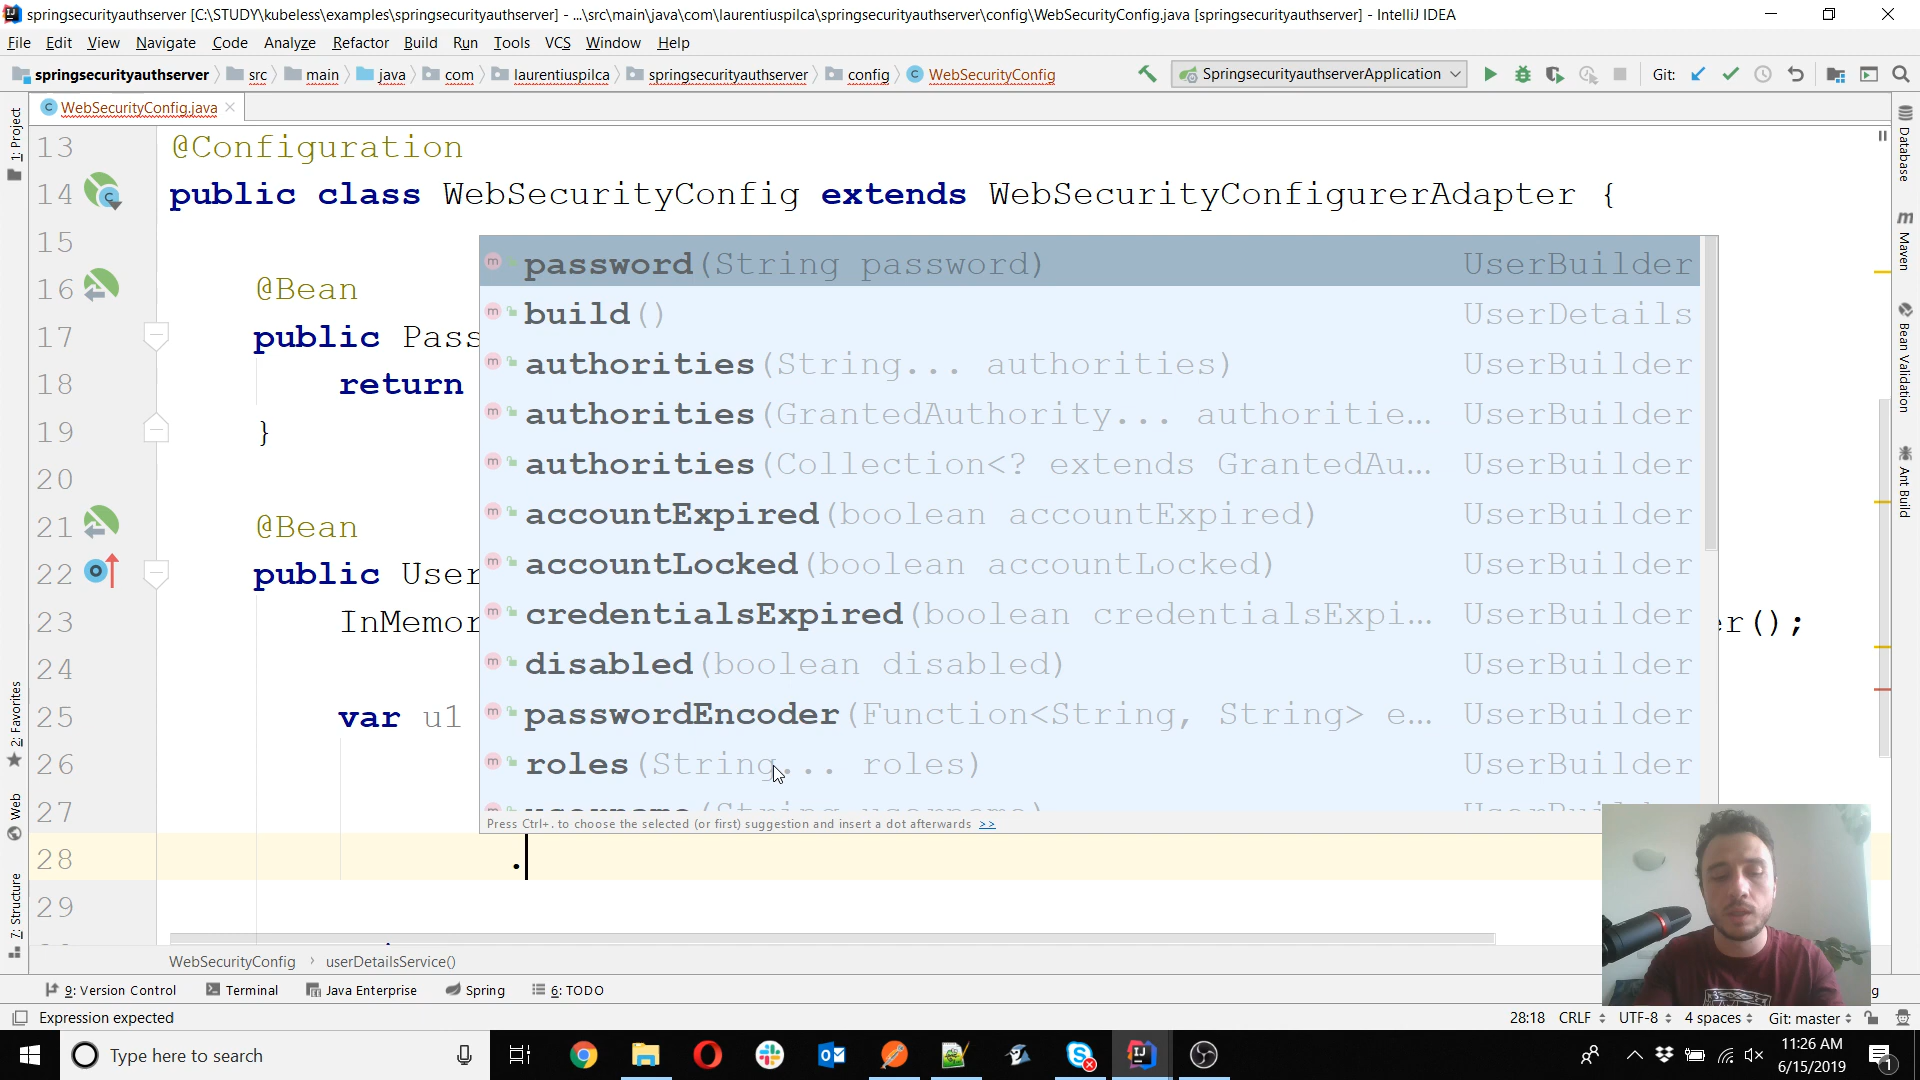 springsecurityauthserver [C:\STUDY\kubeless\examples\springsecurityauthserver] - ...\src\main\java\com\laurentiuspilca\springsecurityauthserver\config\WebSecurityConfig.java [springsecurityauthserver] - IntelliJ IDEA
File Edit View Navigate Code Analyze Refactor Build Run Tools VCS Window Help
springsecurityauthserver src main java com laurentiuspilca springsecurityauthserver config WebSecurityConfig SpringsecurityauthserverApplication Git:
WebSecurityConfig.java
1: Project
2: Favorites
Web
7: Structure
13 @Configuration
14 public class WebSecurityConfig extends WebSecurityConfigurerAdapter {
15
16 @Bean
17 public Pass
18 return
19 }
20
21 @Bean
22 public User
23 InMemor er();
24
25 var u1
26
27
28 .
29
password(String password) UserBuilder
build() UserDetails
authorities(String... authorities) UserBuilder
authorities(GrantedAuthority... authoritie... UserBuilder
authorities(Collection<? extends GrantedAu... UserBuilder
accountExpired(boolean accountExpired) UserBuilder
accountLocked(boolean accountLocked) UserBuilder
credentialsExpired(boolean credentialsExpi... UserBuilder
disabled(boolean disabled) UserBuilder
passwordEncoder(Function<String, String> e... UserBuilder
roles(String... roles) UserBuilder
username(String username) UserBuilder
Press Ctrl+. to choose the selected (or first) suggestion and insert a dot afterwards >>
Database
Maven
Bean Validation
Ant Build
WebSecurityConfig userDetailsService()
9: Version Control Terminal Java Enterprise Spring 6: TODO
Expression expected 28:18 CRLF UTF-8 4 spaces Git: master
Type here to search 11:26 AM
6/15/2019 1